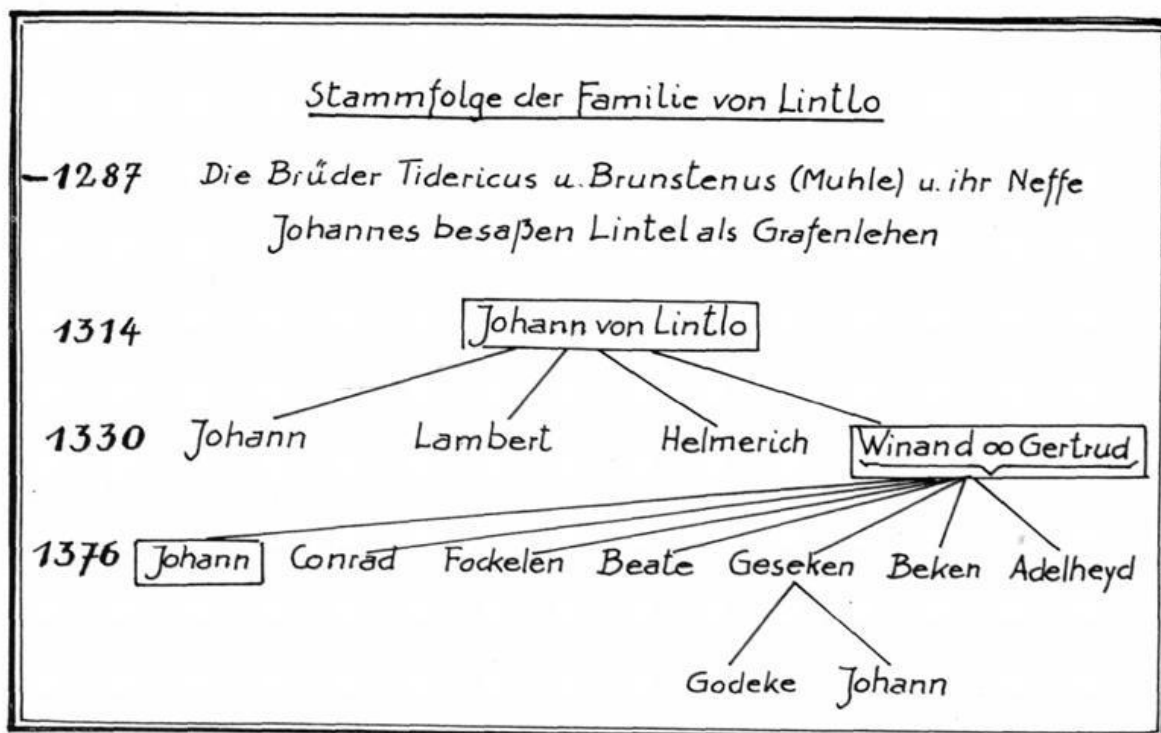 Stammfolge der Familie von Lintlo
–1287 Die Brüder Tidericus u. Brunstenus (Muhle) u. ihr Neffe
Johannes besaßen Lintel als Grafenlehen
1314 Johann von Lintlo
1330 Johann Lambert Helmerich Winand ∞ Gertrud
1376 Johann Conrad Fockelen Beate Geseken Beken Adelheyd
Godeke Johann